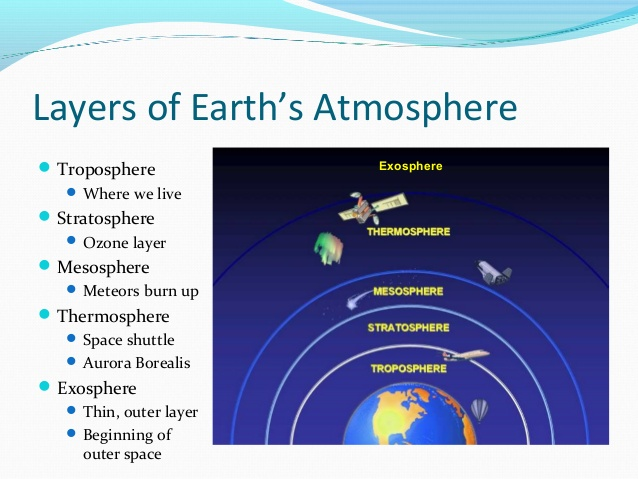 Layers of Earth’s Atmosphere
Troposphere
Where we live
Stratosphere
Ozone layer
Mesosphere
Meteors burn up
Thermosphere
Space shuttle
Aurora Borealis
Exosphere
Thin, outer layer
Beginning of
outer space
Exosphere
THERMOSPHERE
MESOSPHERE
STRATOSPHERE
TROPOSPHERE